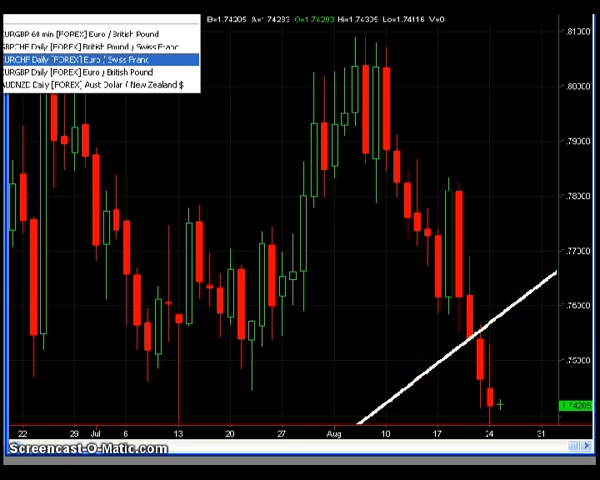 B=1.74205 A=1.74233 O=1.74203 Hi=1.74335 Lo=1.74116 V=0
EURGBP 60 min [FOREX] Euro / British Pound
GBPCHF Daily [FOREX] British Pound / Swiss Franc
EURCHF Daily [FOREX] Euro / Swiss Franc
EURGBP Daily [FOREX] Euro / British Pound
AUDNZD Daily [FOREX] Aust Dollar / New Zealand $
.81000
.80000
.79000
.78000
.77000
.76000
.75000
1.74205
22 29 Jul 6 13 20 27 Aug 10 17 24 31
Screencast-O-Matic.com